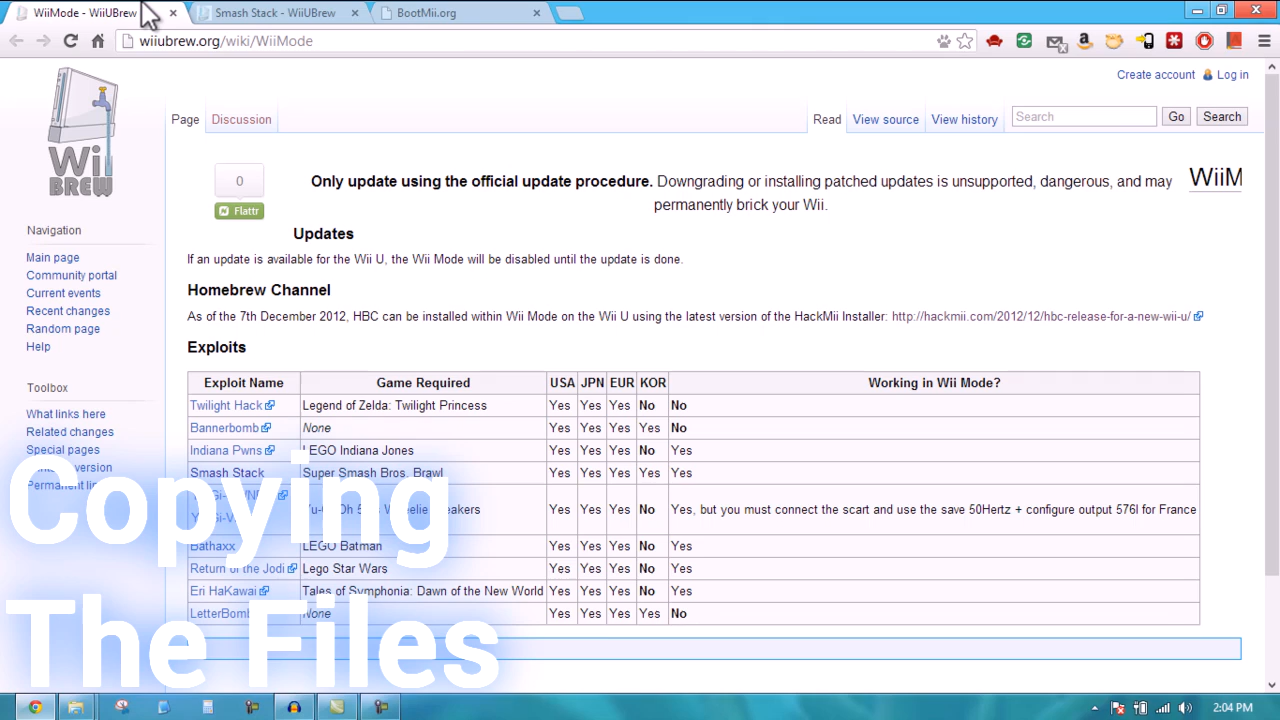 WiiMode - WiiUBrew
Smash Stack - WiiUBrew
BootMii.org
wiiubrew.org/wiki/WiiMode
Create account Log in
Wii
BREW
Page Discussion
Read View source View history
Search Go Search
0
Flattr
Only update using the official update procedure. Downgrading or installing patched updates is unsupported, dangerous, and may
permanently brick your Wii.
WiiM
Navigation
Main page
Community portal
Current events
Recent changes
Random page
Help
Toolbox
What links here
Related changes
Special pages
Updates
If an update is available for the Wii U, the Wii Mode will be disabled until the update is done.
Homebrew Channel
As of the 7th December 2012, HBC can be installed within Wii Mode on the Wii U using the latest version of the HackMii Installer: http://hackmii.com/2012/12/hbc-release-for-a-new-wii-u/
Exploits
Exploit Name Game Required USA JPN EUR KOR Working in Wii Mode?
Twilight Hack Legend of Zelda: Twilight Princess Yes Yes Yes No No
Bannerbomb None Yes Yes Yes Yes No
Indiana Pwns LEGO Indiana Jones Yes Yes Yes No Yes
Smash Stack Super Smash Bros. Brawl Yes Yes Yes Yes Yes
Yes Yes Yes No Yes, but you must connect the scart and use the save 50Hertz + configure output 576I for France
Bathaxx LEGO Batman Yes Yes Yes No Yes
Return of the Jodi Lego Star Wars Yes Yes Yes No Yes
Eri HaKawai Tales of Symphonia: Dawn of the New World Yes Yes Yes No Yes
LetterBomb None Yes Yes Yes Yes No
Copying
The Files
2:04 PM